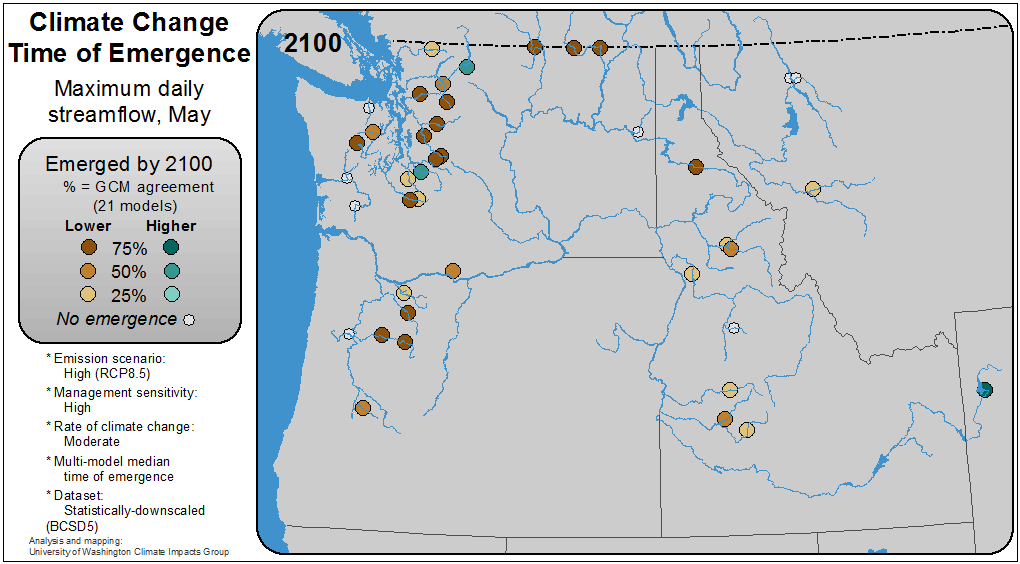 Climate Change
Time of Emergence
Maximum daily
streamflow, May
Emerged by 2100
% = GCM agreement
(21 models)
Lower Higher
75%
50%
25%
No emergence
* Emission scenario:
High (RCP8.5)
* Management sensitivity:
High
* Rate of climate change:
Moderate
* Multi-model median
time of emergence
* Dataset:
Statistically-downscaled
(BCSD5)
Analysis and mapping:
University of Washington Climate Impacts Group
2100